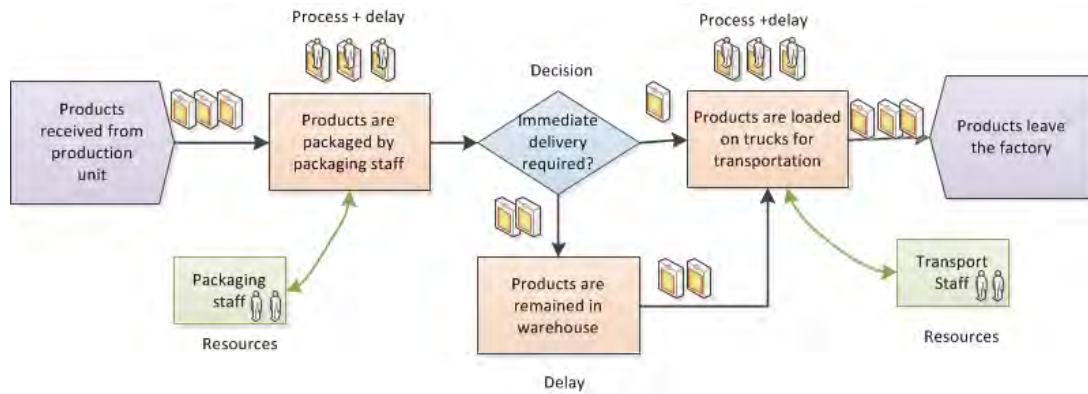 Process + delay
Process +delay
Decision
Products
received from
production
unit
Products are
packaged by
packaging staff
Immediate
delivery
required?
Products are loaded
on trucks for
transportation
Products leave
the factory
Packaging
staff
Resources
Products are
remained in
warehouse
Delay
Transport
Staff
Resources